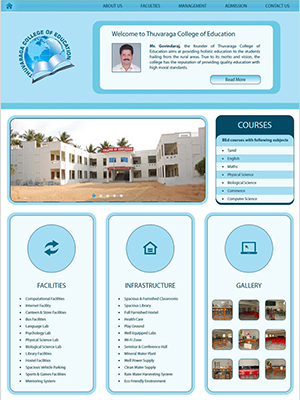 ABOUT US FACULTIES MANAGEMENT ADMISSION CONTACT US
THUVARAGA COLLEGE OF EDUCATION
Welcome to Thuvaraga College of Education
Mr. Govindaraj, the founder of Thuvaraga College of
Education aims at providing holistic education to the students
hailing from the rural areas. True to its motto and vision, the
college has the reputation of providing quality education with
high moral standards.
Read More
COURSES
BEd courses with following subjects
Tamil
English
Maths
Physical Science
Biological Science
Commerce
Computer Science
FACILITIES
Computational Facilities
Internet Facility
Canteen & Store Facilities
Bus Facilities
Language Lab
Psychology Lab
Physical Science Lab
Biological Science Lab
Library Facilities
Hostel Facilities
Spacious Vehicle Parking
Sports & Games Facilities
Mentoring System
INFRASTRUCTURE
Spacious & Furnished Classrooms
Spacious Library
Full Furnished Hostel
Health Care
Play Ground
Well Equipped Labs
Wi-Fi Zone
Seminar & Conference Hall
Mineral Water Plant
Well Power Supply
Clean Water Supply
Rain Water Harvesting System
Eco Friendly Environment
GALLERY